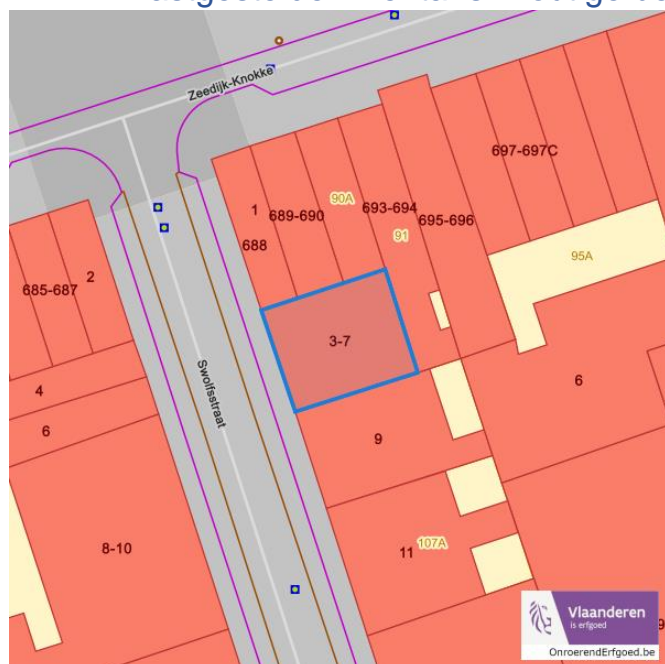 Zeedijk-Knokke
697-697C
90A
1
689-690
693-694
695-696
688
91
95A
685-687
2
3-7
6
4
Swolfsstraat
6
9
8-10
11
107A
Vlaanderen
is erfgoed
OnroerendErfgoed.be